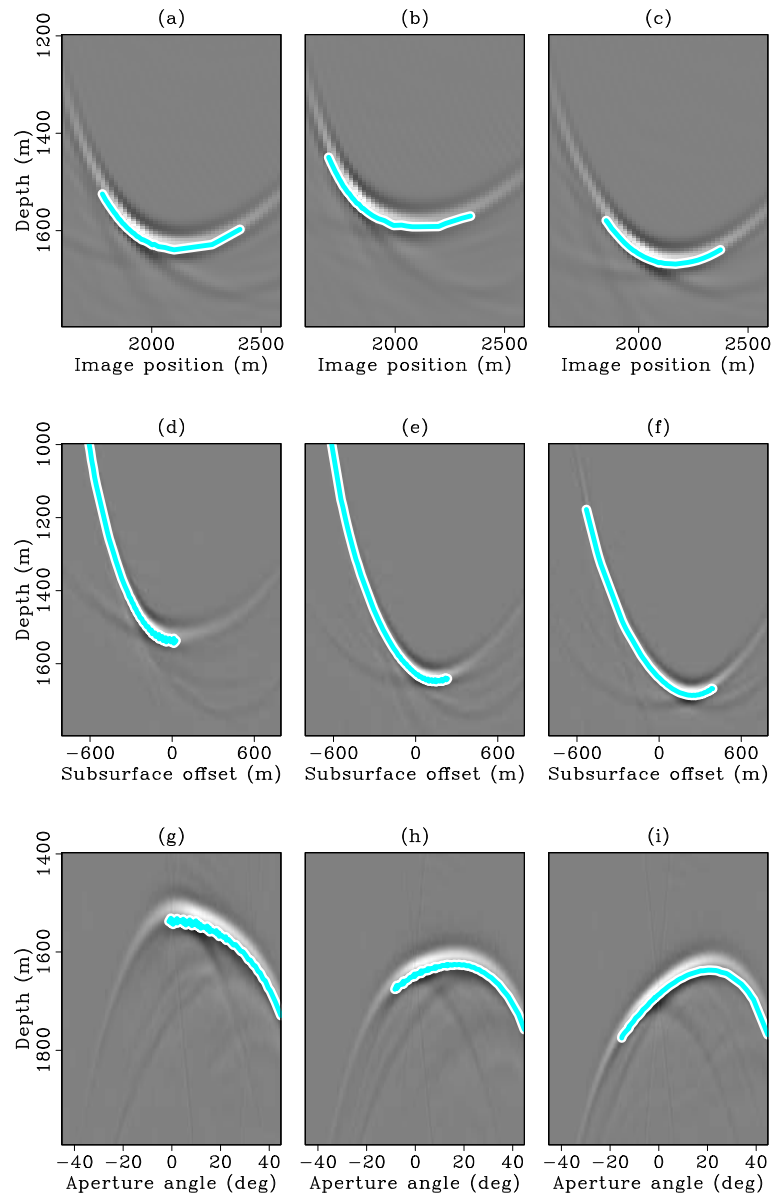 (a) (b) (c)
1200
1400
1600
Depth (m)
2000 2500 2000 2500 2000 2500
Image position (m) Image position (m) Image position (m)
(d) (e) (f)
1000
1200
1400
1600
Depth (m)
−600 0 600 −600 0 600 −600 0 600
Subsurface offset (m) Subsurface offset (m) Subsurface offset (m)
(g) (h) (i)
1400
1600
1800
Depth (m)
−40 −20 0 20 40 −40 −20 0 20 40 −40 −20 0 20 40
Aperture angle (deg) Aperture angle (deg) Aperture angle (deg)